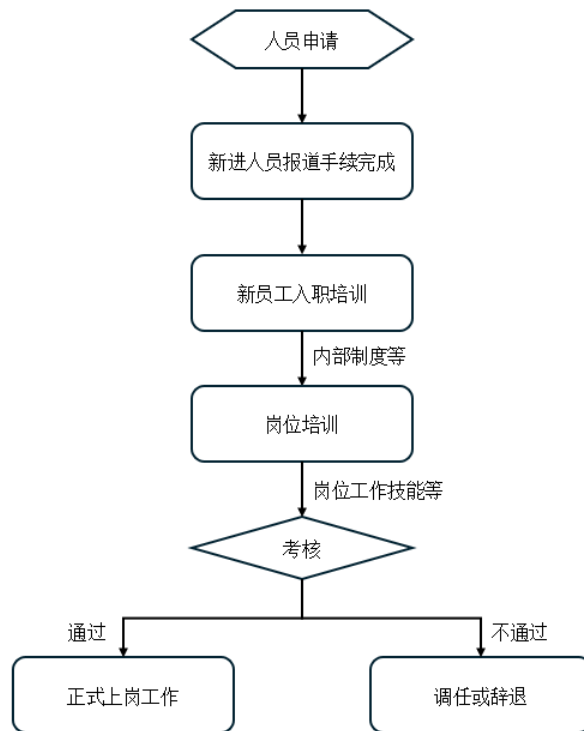 人员申请
新进人员报道手续完成
新员工入职培训
内部制度等
岗位培训
岗位工作技能等
考核
通过
不通过
正式上岗工作
调任或辞退